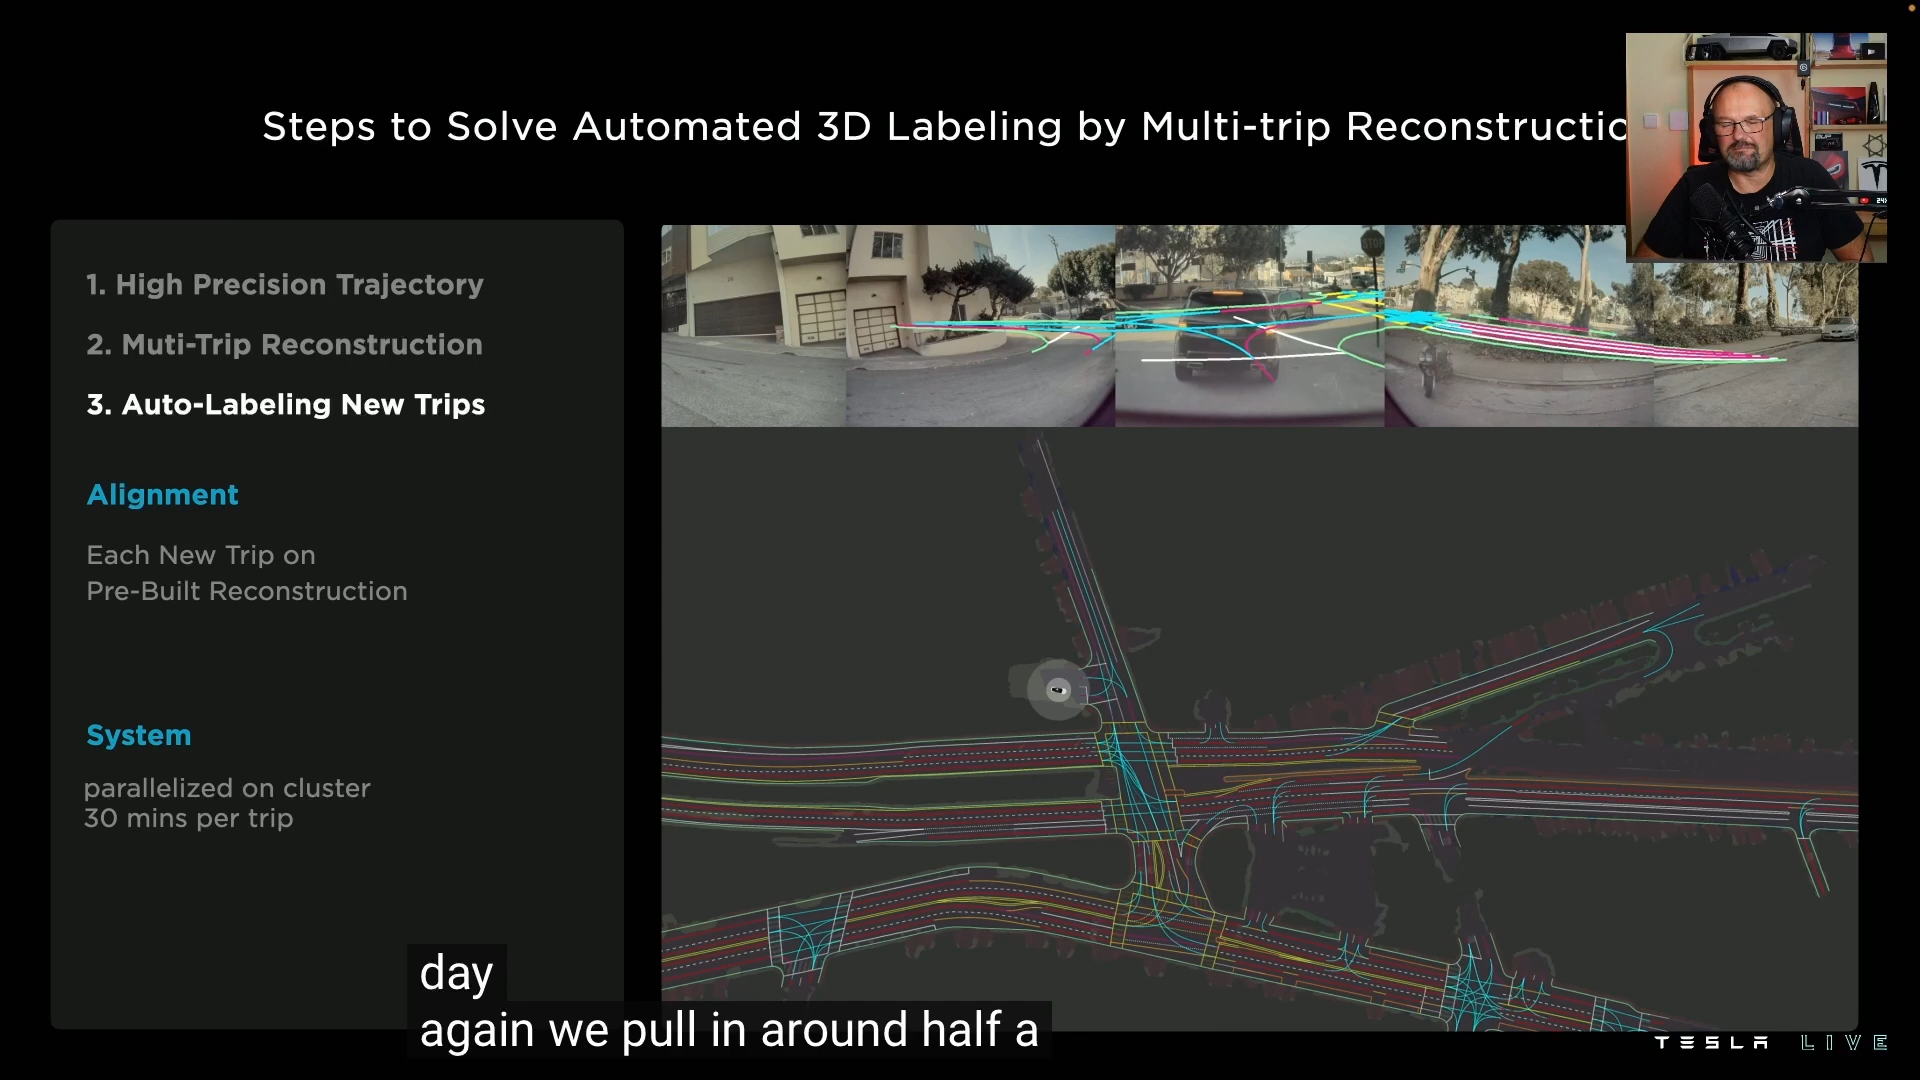 Steps to Solve Automated 3D Labeling by Multi-trip Reconstructio
1. High Precision Trajectory
2. Muti-Trip Reconstruction
3. Auto-Labeling New Trips
Alignment
Each New Trip on
Pre-Built Reconstruction
System
parallelized on cluster
30 mins per trip
day
again we pull in around half a
TESLA LIVE